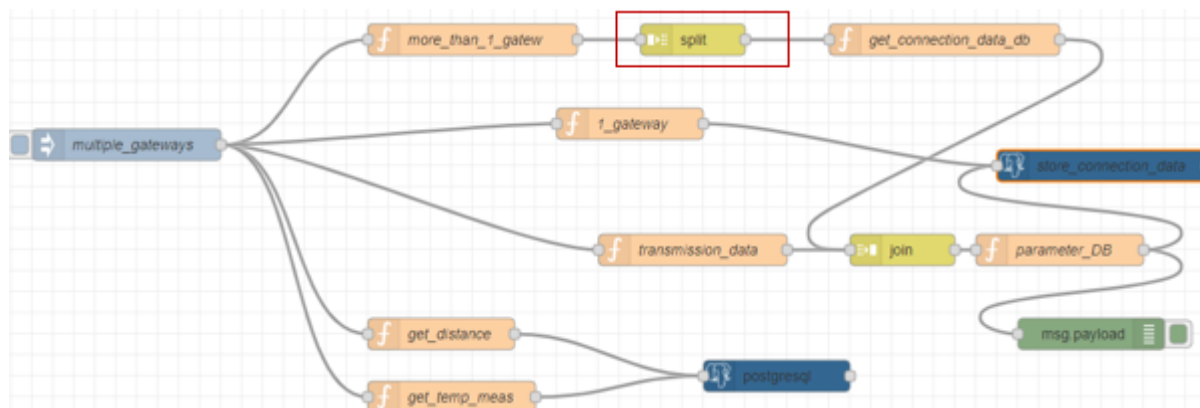 more_than_1_gatew
split
get_connection_data_db
1_gateway
multiple_gateways
store_connection_data
transmission_data
join
parameter_DB
get_distance
msg.payload
postgresql
get_temp_meas